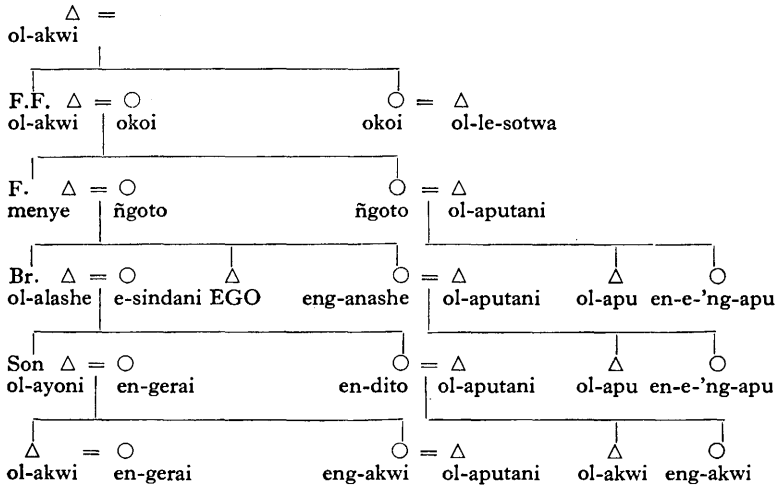 ol-akwi
F.F.
ol-akwi okoi okoi ol-le-sotwa
F.
menye ñgoto ñgoto ol-aputani
Br.
ol-alashe e-sindani EGO eng-anashe ol-aputani ol-apu en-e-'ng-apu
Son
ol-ayoni en-gerai en-dito ol-aputani ol-apu en-e-'ng-apu
ol-akwi en-gerai eng-akwi ol-aputani ol-akwi eng-akwi